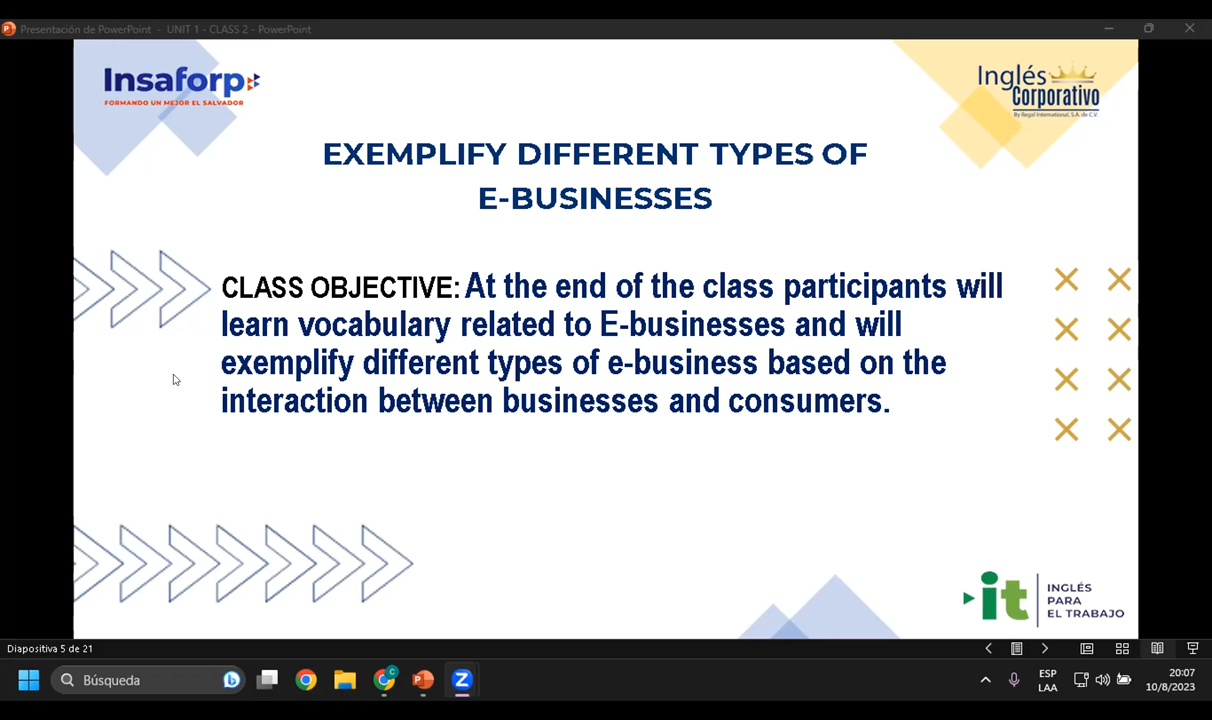 Presentación de PowerPoint - UNIT 1 - CLASS 2 - PowerPoint
Insaforp
FORMANDO UN MEJOR EL SALVADOR
Inglés
Corporativo
By Regal International, S.A. de C.V.
EXEMPLIFY DIFFERENT TYPES OF
E-BUSINESSES
CLASS OBJECTIVE: At the end of the class participants will
learn vocabulary related to E-businesses and will
exemplify different types of e-business based on the
interaction between businesses and consumers.
it
INGLÉS
PARA
EL TRABAJO
Diapositiva 5 de 21
Búsqueda
ESP
LAA
20:07
10/8/2023